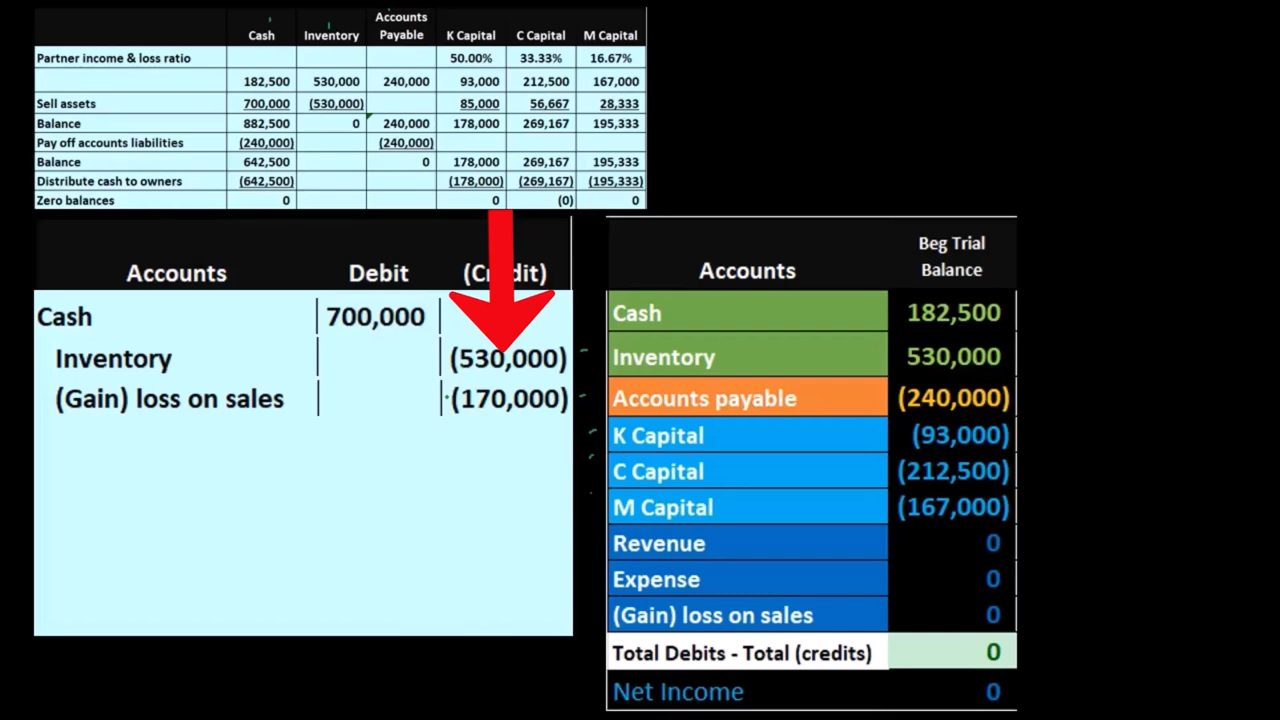 Cash Inventory Accounts Payable K Capital C Capital M Capital
Partner income & loss ratio 50.00% 33.33% 16.67%
182,500 530,000 240,000 93,000 212,500 167,000
Sell assets 700,000 (530,000) 85,000 56,667 28,333
Balance 882,500 0 240,000 178,000 269,167 195,333
Pay off accounts liabilities (240,000) (240,000)
Balance 642,500 0 178,000 269,167 195,333
Distribute cash to owners (642,500) (178,000) (269,167) (195,333)
Zero balances 0 0 (0) 0
Accounts Debit (Credit)
Cash 700,000
Inventory (530,000)
(Gain) loss on sales (170,000)
Accounts Beg Trial Balance
Cash 182,500
Inventory 530,000
Accounts payable (240,000)
K Capital (93,000)
C Capital (212,500)
M Capital (167,000)
Revenue 0
Expense 0
(Gain) loss on sales 0
Total Debits - Total (credits) 0
Net Income 0